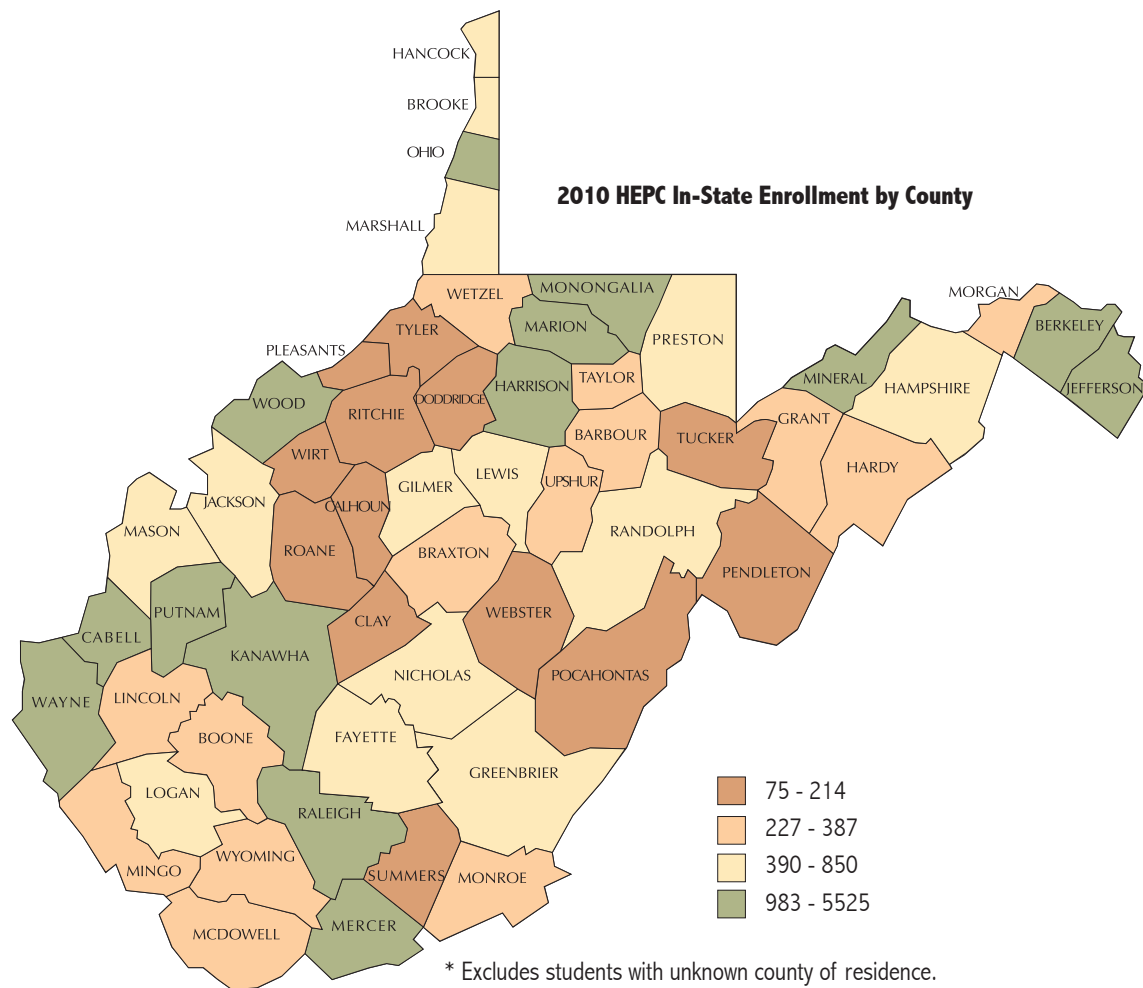 HANCOCK
BROOKE
OHIO
2010 HEPC In-State Enrollment by County
MARSHALL
WETZEL
MONONGALIA
MORGAN
MARION
BERKELEY
TYLER
PRESTON
PLEASANTS
MINERAL
HAMPSHIRE
JEFFERSON
HARRISON
TAYLOR
DODDRIDGE
WOOD
RITCHIE
GRANT
BARBOUR
TUCKER
WIRT
HARDY
LEWIS
UPSHUR
GILMER
JACKSON
CALHOUN
MASON
RANDOLPH
ROANE
BRAXTON
PENDLETON
PUTNAM
WEBSTER
CLAY
CABELL
KANAWHA
NICHOLAS
POCAHONTAS
LINCOLN
WAYNE
BOONE
FAYETTE
GREENBRIER
LOGAN
75 - 214
RALEIGH
227 - 387
WYOMING
390 - 850
MINGO
SUMMERS
MONROE
983 - 5525
MERCER
MCDOWELL
* Excludes students with unknown county of residence.